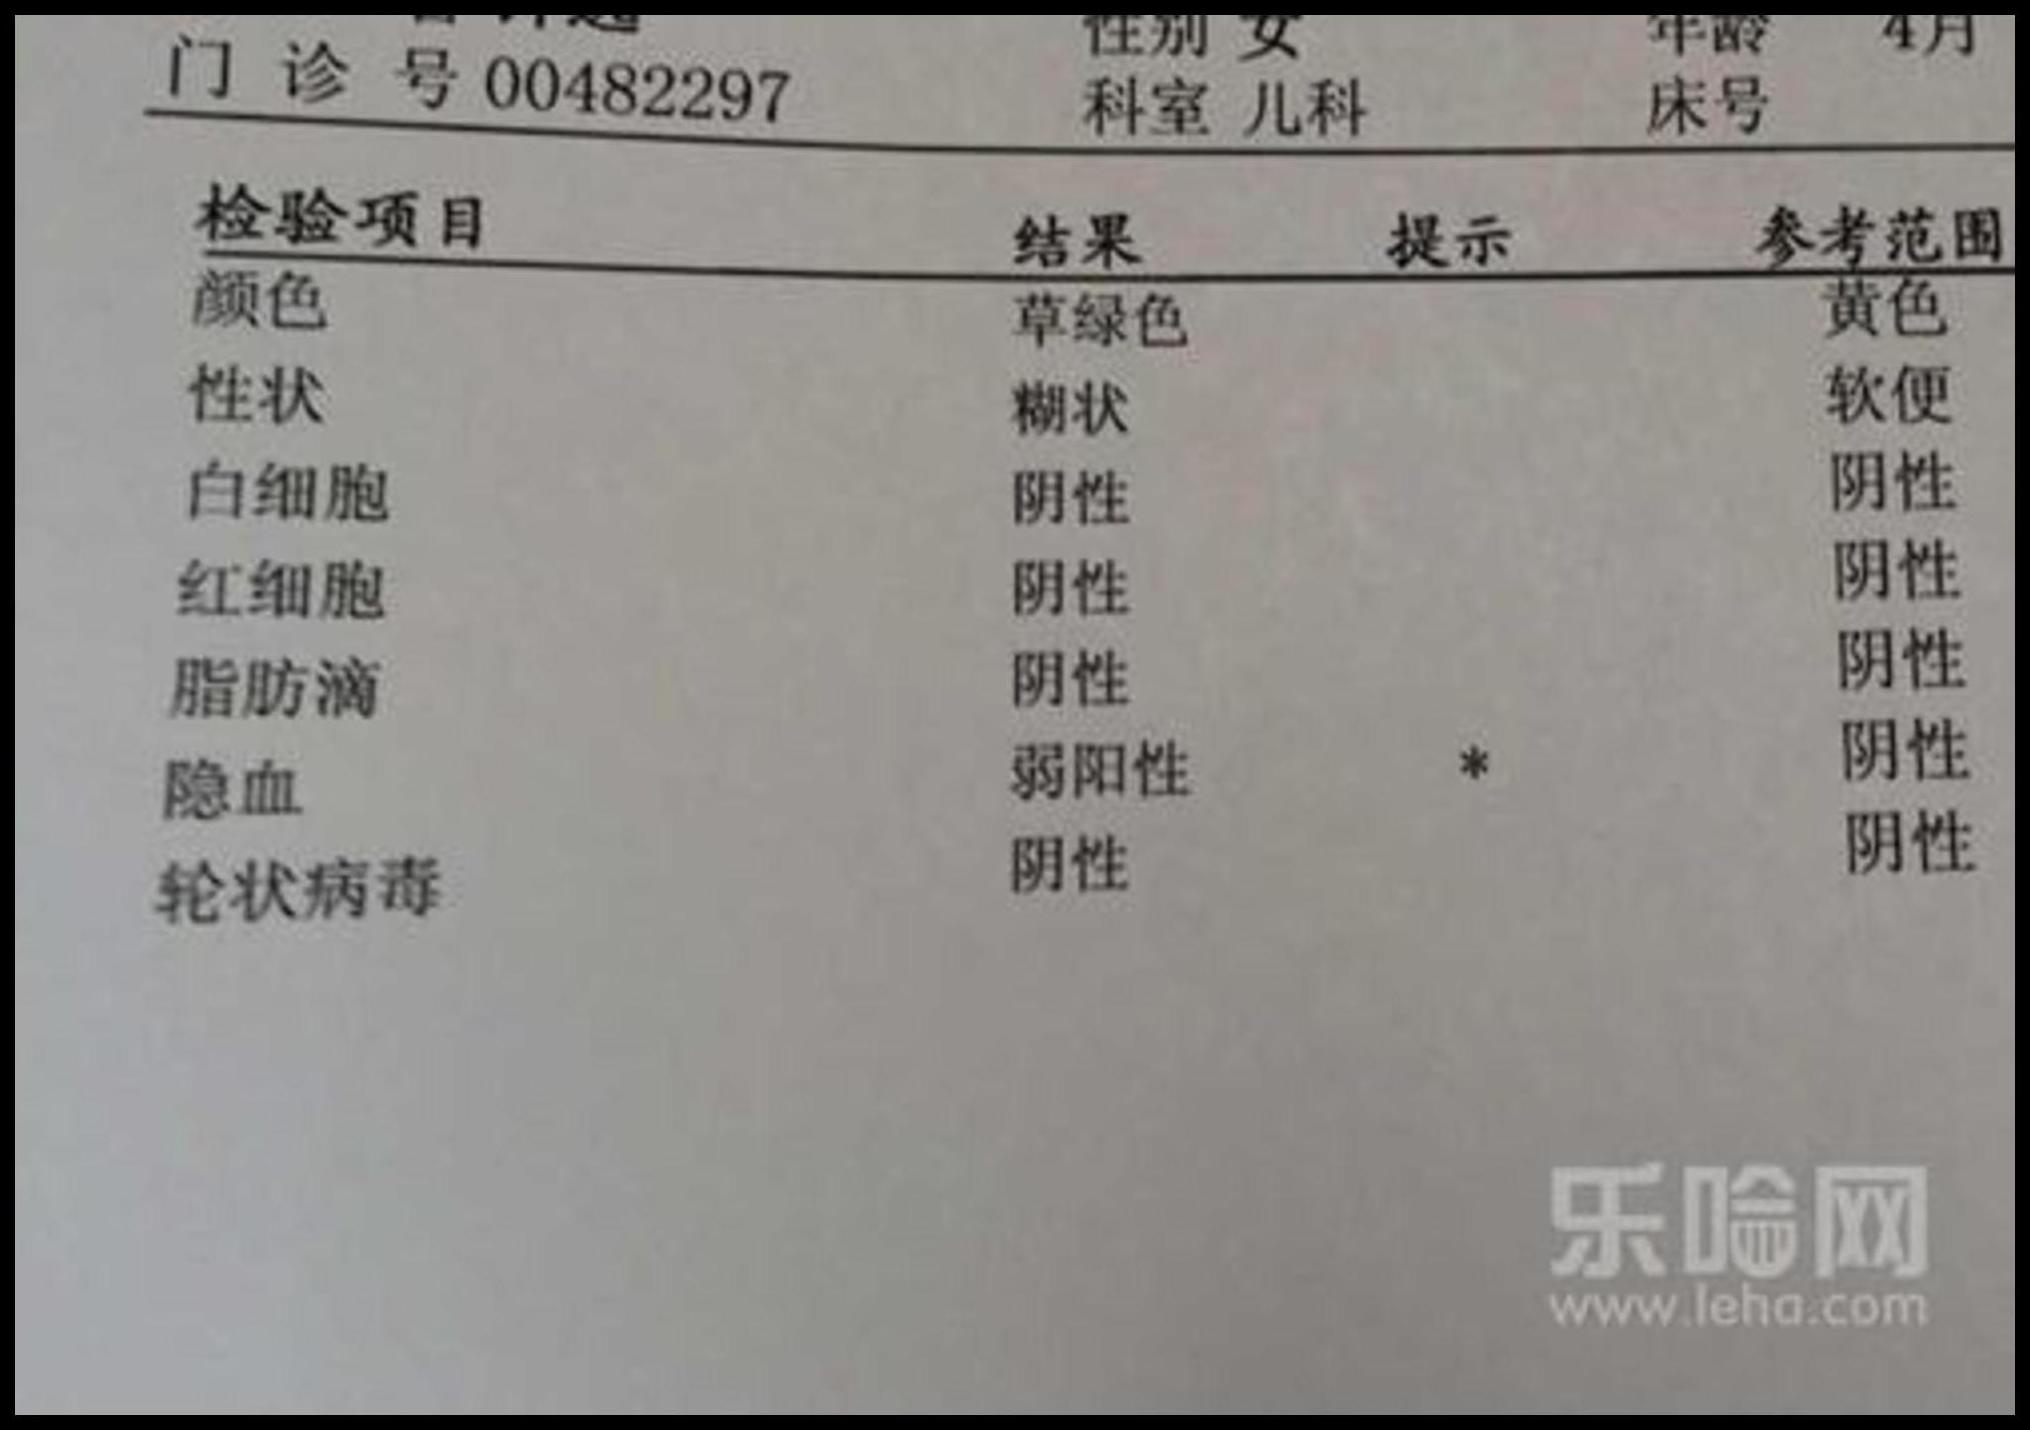 性别 女 年龄 4月
门 诊 号 00482297 科室 儿科 床号
检验项目 结果 提示 参考范围
颜色 草绿色 黄色
性状 糊状 软便
白细胞 阴性 阴性
红细胞 阴性 阴性
脂肪滴 阴性 阴性
隐血 弱阳性 * 阴性
轮状病毒 阴性 阴性
乐哈网
www.leha.com